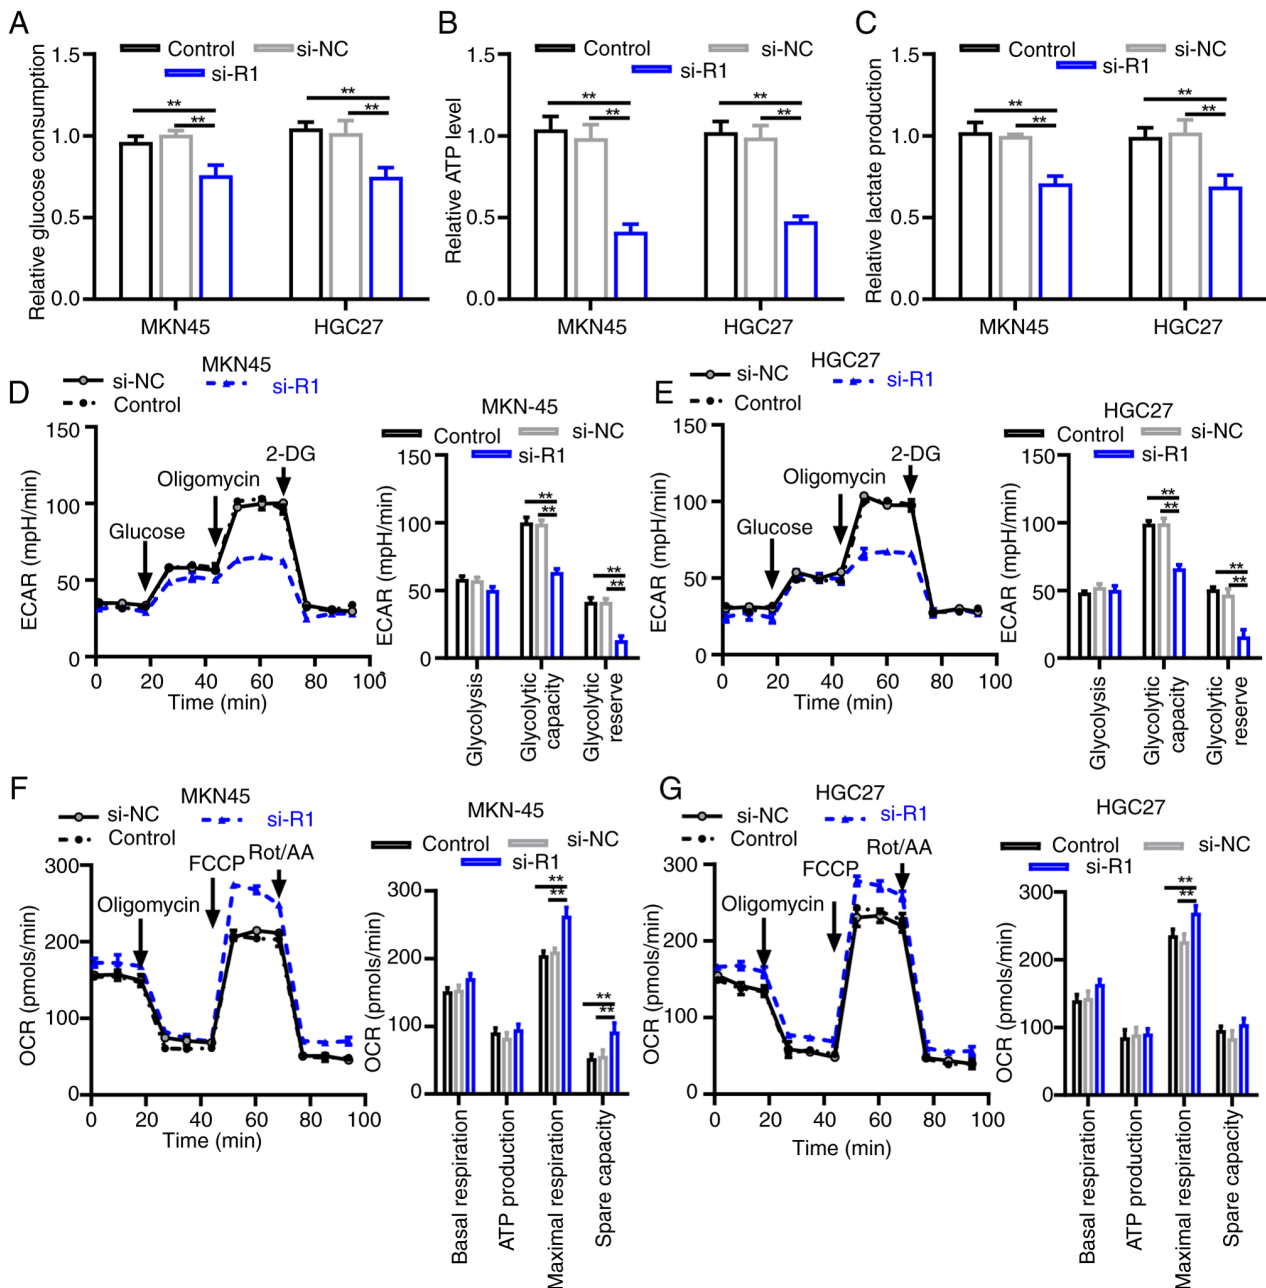 A
Control
si-NC
si-R1
Relative glucose consumption
1.5
1.0
0.5
0.0
**
**
**
**
MKN45
HGC27
B
Control
si-NC
si-R1
Relative ATP level
1.5
1.0
0.5
0.0
**
**
**
**
MKN45
HGC27
C
Control
si-NC
si-R1
Relative lactate production
1.5
1.0
0.5
0.0
**
**
**
**
MKN45
HGC27
D
MKN45
si-NC
si-R1
Control
ECAR (mpH/min)
150
100
50
0
Glucose
Oligomycin
2-DG
0 20 40 60 80 100
Time (min)
MKN-45
Control
si-NC
si-R1
ECAR (mpH/min)
150
100
50
0
**
**
**
**
Glycolysis
Glycolytic
capacity
Glycolytic
reserve
E
HGC27
si-NC
si-R1
Control
ECAR (mpH/min)
150
100
50
0
Glucose
Oligomycin
2-DG
0 20 40 60 80 100
Time (min)
HGC27
Control
si-NC
si-R1
ECAR (mpH/min)
150
100
50
0
**
**
**
**
Glycolysis
Glycolytic
capacity
Glycolytic
reserve
F
MKN45
si-NC
si-R1
Control
OCR (pmols/min)
300
200
100
0
Oligomycin
FCCP
Rot/AA
0 20 40 60 80 100
Time (min)
MKN-45
Control
si-NC
si-R1
OCR (pmols/min)
300
200
100
0
**
**
**
**
Basal respiration
ATP production
Maximal respiration
Spare capacity
G
HGC27
si-NC
si-R1
Control
OCR (pmols/min)
300
200
100
0
Oligomycin
FCCP
Rot/AA
0 20 40 60 80 100
Time (min)
HGC27
Control
si-NC
si-R1
OCR (pmols/min)
300
200
100
0
**
**
Basal respiration
ATP production
Maximal respiration
Spare capacity